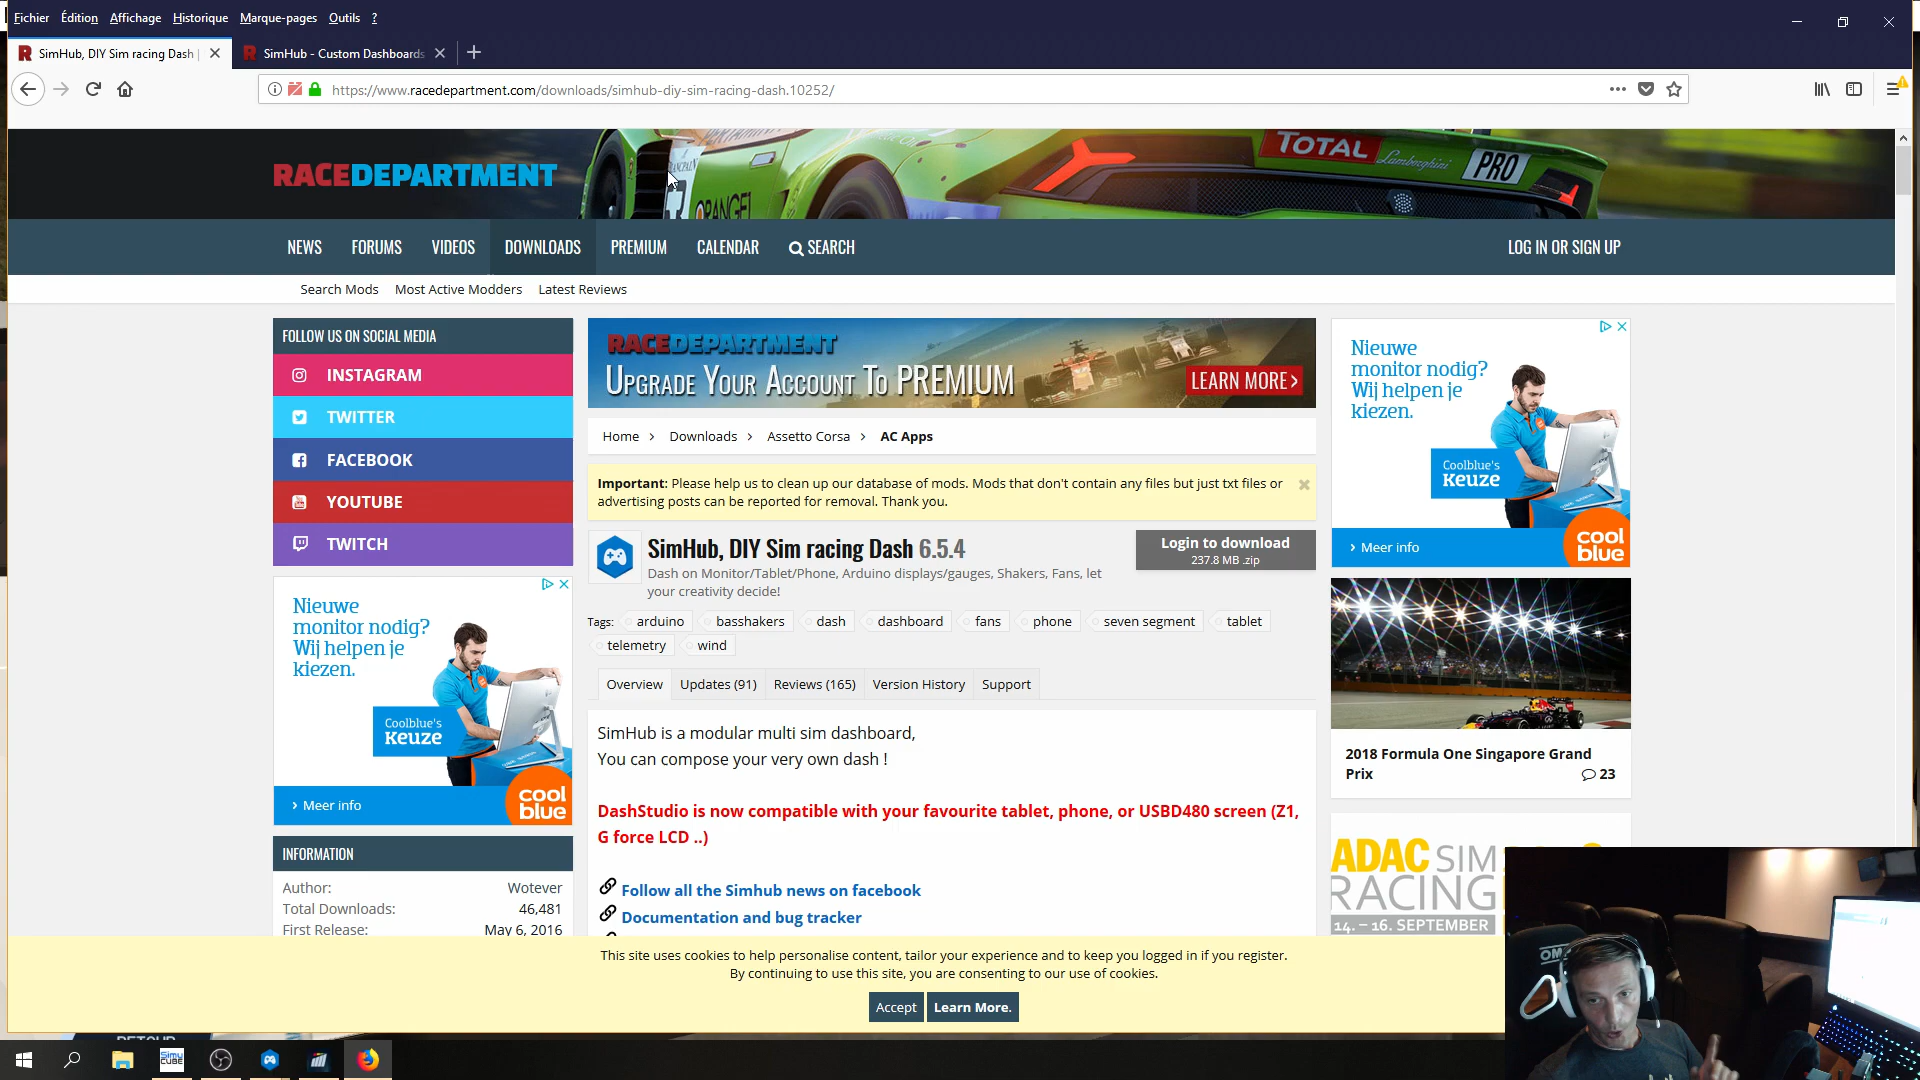 Fichier Édition Affichage Historique Marque-pages Outils ?
SimHub, DIY Sim racing Dash
SimHub - Custom Dashboards
https://www.racedepartment.com/downloads/simhub-diy-sim-racing-dash.10252/
RACEDEPARTMENT
TOTAL
Lamborghini
PRO
ORANGE1
NEWS FORUMS VIDEOS DOWNLOADS PREMIUM CALENDAR SEARCH LOG IN OR SIGN UP
Search Mods Most Active Modders Latest Reviews
FOLLOW US ON SOCIAL MEDIA
INSTAGRAM
TWITTER
FACEBOOK
YOUTUBE
TWITCH
Nieuwe
monitor nodig?
Wij helpen je
kiezen.
Coolblue's
Keuze
Meer info
cool
blue
INFORMATION
Author: Wotever
Total Downloads: 46,481
First Release: May 6, 2016
RACEDEPARTMENT
UPGRADE YOUR ACCOUNT TO PREMIUM
LEARN MORE >
Home > Downloads > Assetto Corsa > AC Apps
Important: Please help us to clean up our database of mods. Mods that don't contain any files but just txt files or
advertising posts can be reported for removal. Thank you.
SimHub, DIY Sim racing Dash 6.5.4
Dash on Monitor/Tablet/Phone, Arduino displays/gauges, Shakers, Fans, let
your creativity decide!
Login to download
237.8 MB .zip
Tags: arduino basshakers dash dashboard fans phone seven segment tablet
telemetry wind
Overview Updates (91) Reviews (165) Version History Support
SimHub is a modular multi sim dashboard,
You can compose your very own dash !
DashStudio is now compatible with your favourite tablet, phone, or USBD480 screen (Z1,
G force LCD ..)
Follow all the Simhub news on facebook
Documentation and bug tracker
Nieuwe
monitor nodig?
Wij helpen je
kiezen.
Coolblue's
Keuze
Meer info
cool
blue
2018 Formula One Singapore Grand
Prix
23
ADAC SIM
RACING
14. – 16. SEPTEMBER
This site uses cookies to help personalise content, tailor your experience and to keep you logged in if you register.
By continuing to use this site, you are consenting to our use of cookies.
Accept Learn More.
SIMU
CUBE